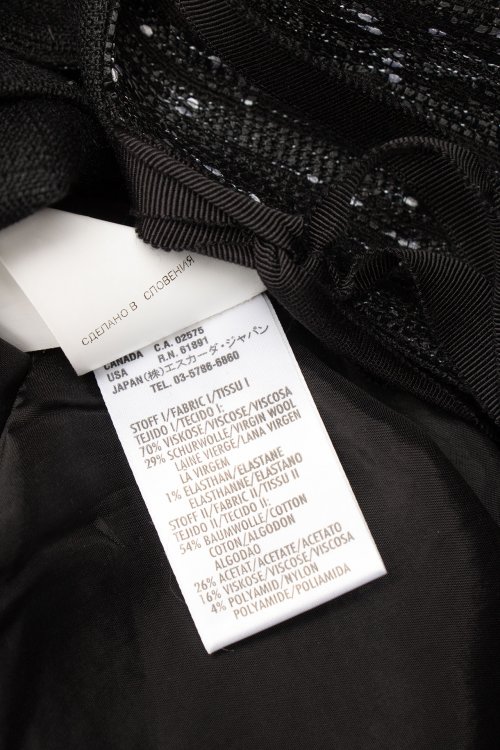 СДЕЛАНО В СЛОВЕНИЯ
CANADA C.A. 02575
USA R.N. 61891
JAPAN(株)エスカーダ・ジャパン
TEL. 03-5786-6860
STOFF I/FABRIC I/TISSU I
TEJIDO I/TECIDO I:
70% VISKOSE/VISCOSE/VISCOSA
29% SCHURWOLLE/VIRGIN WOOL
LAINE VIERGE/LANA VIRGEN
LA VIRGEM
1% ELASTHAN/ELASTANE
ELASTHANNE/ELASTANO
STOFF II/FABRIC II/TISSU II
TEJIDO II/TECIDO II:
54% BAUMWOLLE/COTTON
COTON/ALGODON
ALGODAO
26% ACETAT/ACETATE/ACETATO
16% VISKOSE/VISCOSE/VISCOSA
4% POLYAMID/NYLON
POLYAMIDE/POLIAMIDA